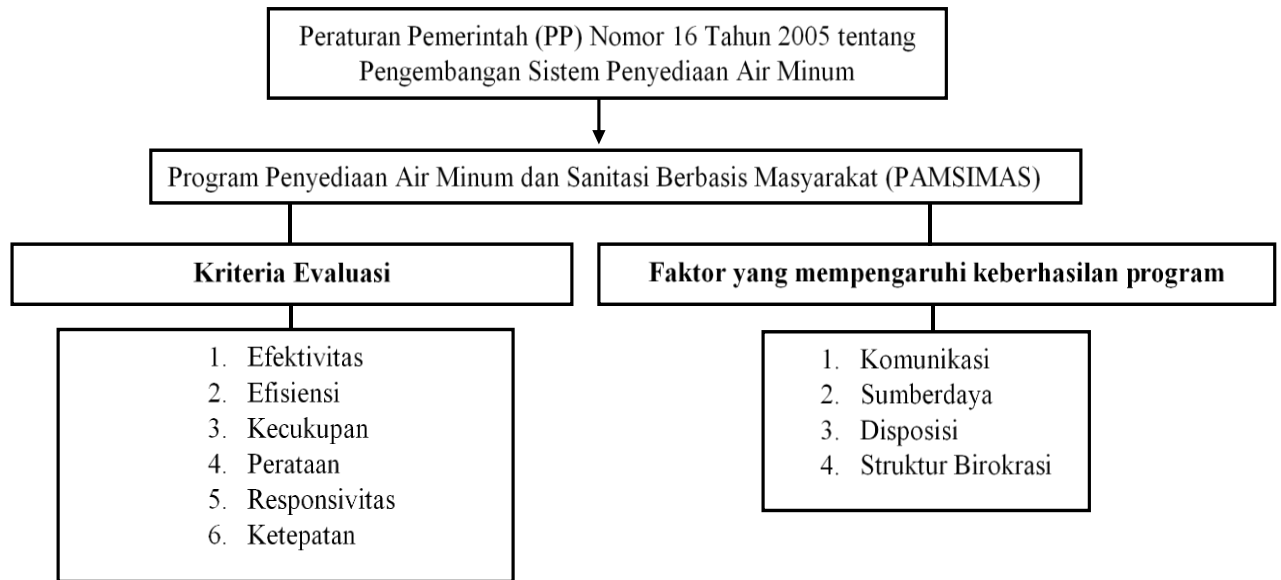 Peraturan Pemerintah (PP) Nomor 16 Tahun 2005 tentang
Pengembangan Sistem Penyediaan Air Minum
Program Penyediaan Air Minum dan Sanitasi Berbasis Masyarakat (PAMSIMAS)
Kriteria Evaluasi
1. Efektivitas
2. Efisiensi
3. Kecukupan
4. Perataan
5. Responsivitas
6. Ketepatan
Faktor yang mempengaruhi keberhasilan program
1. Komunikasi
2. Sumberdaya
3. Disposisi
4. Struktur Birokrasi